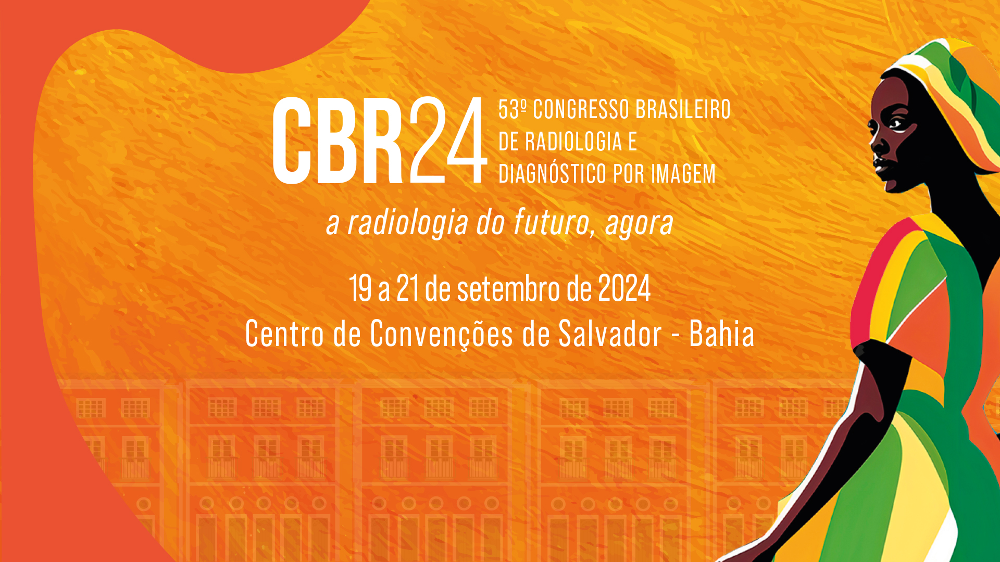 CBR24
53º CONGRESSO BRASILEIRO
DE RADIOLOGIA E
DIAGNÓSTICO POR IMAGEM
a radiologia do futuro, agora
19 a 21 de setembro de 2024
Centro de Convenções de Salvador - Bahia